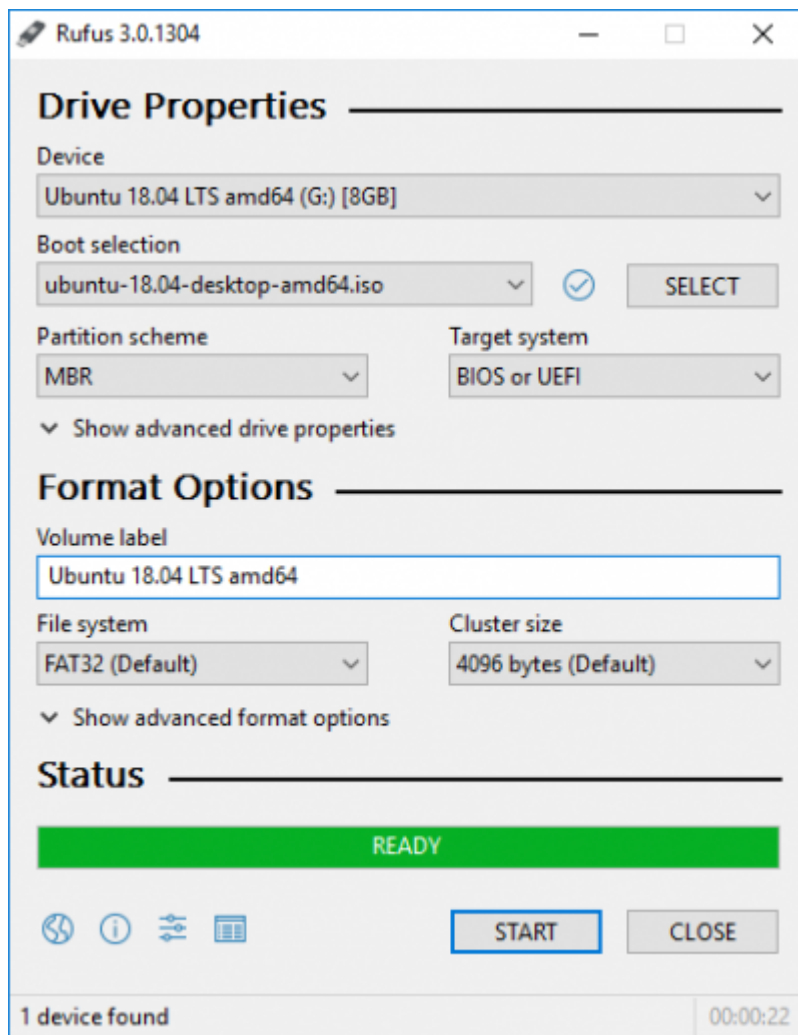 Rufus 3.0.1304
Drive Properties
Device
Ubuntu 18.04 LTS amd64 (G:) [8GB]
Boot selection
ubuntu-18.04-desktop-amd64.iso
SELECT
Partition scheme
Target system
MBR
BIOS or UEFI
Show advanced drive properties
Format Options
Volume label
Ubuntu 18.04 LTS amd64
File system
Cluster size
FAT32 (Default)
4096 bytes (Default)
Show advanced format options
Status
READY
START
CLOSE
1 device found
00:00:22